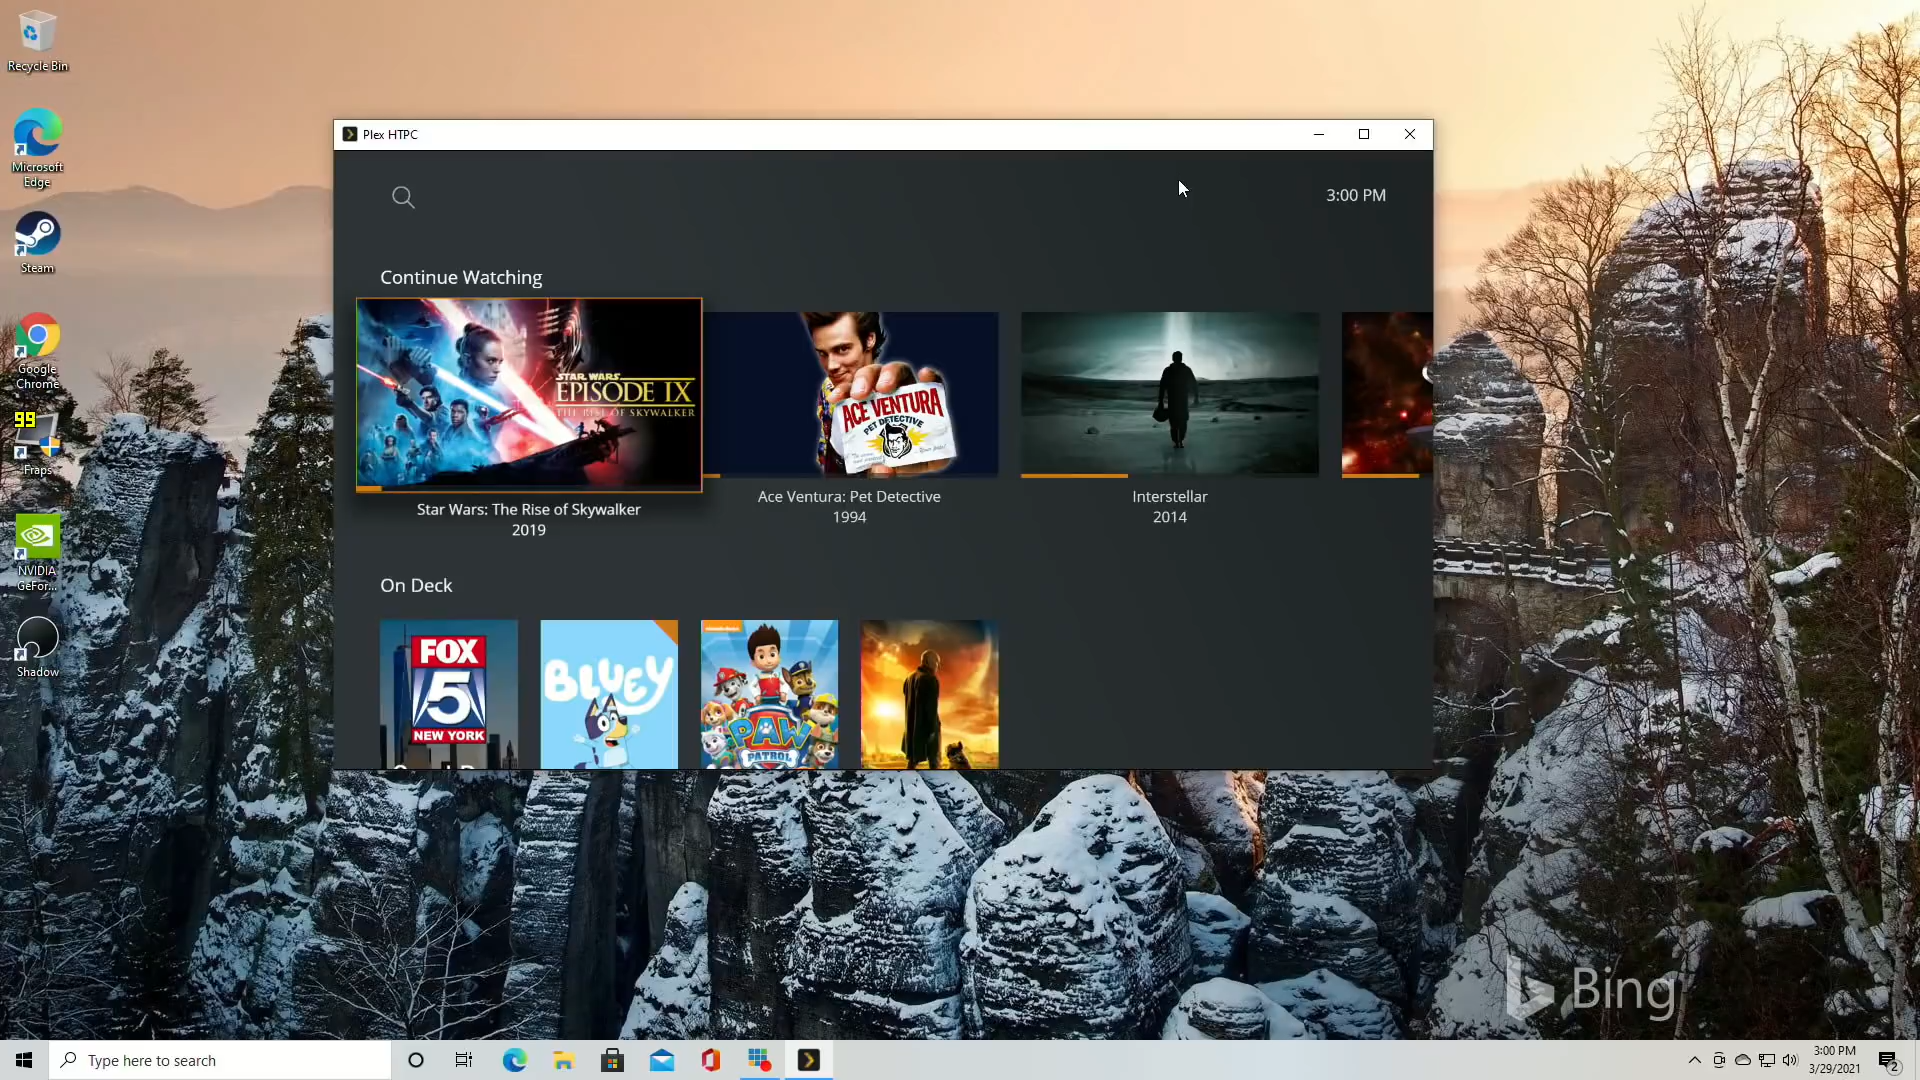 Recycle Bin
Microsoft
Edge
Steam
Google
Chrome
99
Fraps
NVIDIA
GeFor...
Shadow
Plex HTPC
3:00 PM
Continue Watching
STAR WARS
EPISODE IX
THE RISE OF SKYWALKER
ACE VENTURA
PET DETECTIVE
Star Wars: The Rise of Skywalker
2019
Ace Ventura: Pet Detective
1994
Interstellar
2014
On Deck
FOX
5
NEW YORK
BLUEY
nickelodeon
PAW
PATROL
Bing
Type here to search
3:00 PM
3/29/2021
2